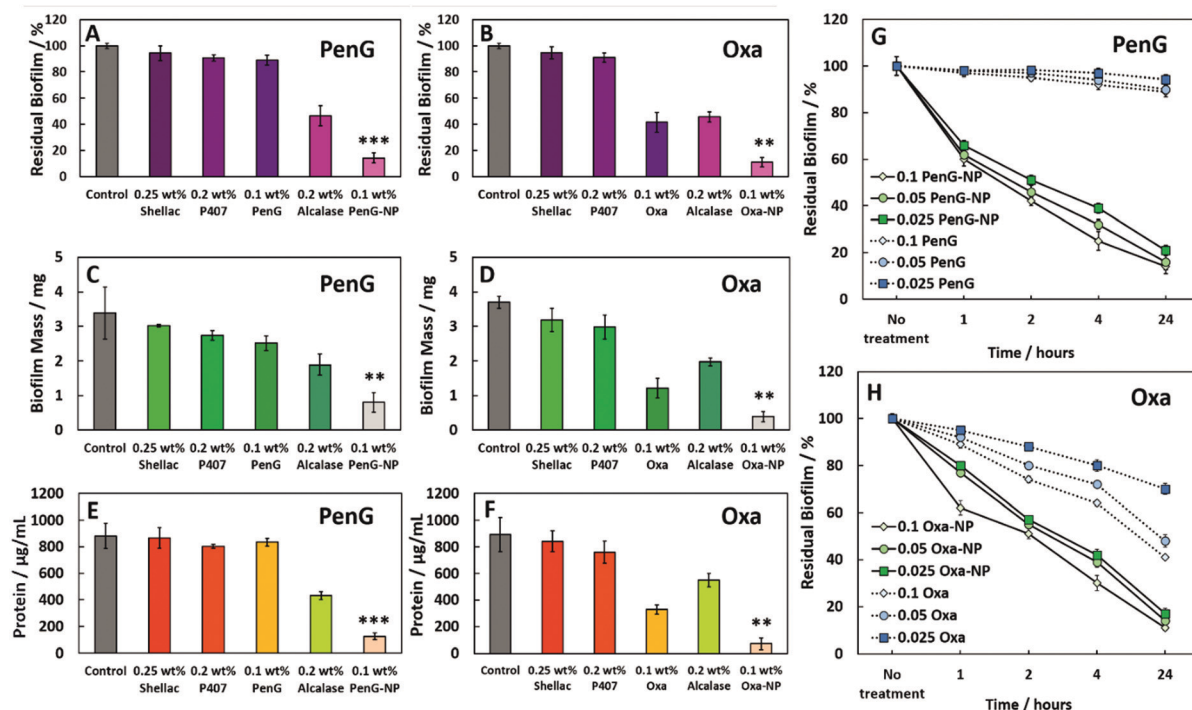 A
PenG
Residual Biofilm / %
120
100
80
60
40
20
0
***
Control
0.25 wt% Shellac
0.2 wt% P407
0.1 wt% PenG
0.2 wt% Alcalase
0.1 wt% PenG-NP
B
Oxa
Residual Biofilm / %
120
100
80
60
40
20
0
**
Control
0.25 wt% Shellac
0.2 wt% P407
0.1 wt% Oxa
0.2 wt% Alcalase
0.1 wt% Oxa-NP
C
PenG
Biofilm Mass / mg
5
4
3
2
1
0
**
Control
0.25 wt% Shellac
0.2 wt% P407
0.1 wt% PenG
0.2 wt% Alcalase
0.1 wt% PenG-NP
D
Oxa
Biofilm Mass / mg
5
4
3
2
1
0
**
Control
0.25 wt% Shellac
0.2 wt% P407
0.1 wt% Oxa
0.2 wt% Alcalase
0.1 wt% Oxa-NP
E
PenG
Protein / µg/mL
1200
1000
800
600
400
200
0
***
Control
0.25 wt% Shellac
0.2 wt% P407
0.1 wt% PenG
0.2 wt% Alcalase
0.1 wt% PenG-NP
F
Oxa
Protein / µg/mL
1200
1000
800
600
400
200
0
**
Control
0.25 wt% Shellac
0.2 wt% P407
0.1 wt% Oxa
0.2 wt% Alcalase
0.1 wt% Oxa-NP
G
PenG
Residual Biofilm / %
120
100
80
60
40
20
0
0.1 PenG-NP
0.05 PenG-NP
0.025 PenG-NP
0.1 PenG
0.05 PenG
0.025 PenG
No treatment
1
2
4
24
Time / hours
H
Oxa
Residual Biofilm / %
120
100
80
60
40
20
0
0.1 Oxa-NP
0.05 Oxa-NP
0.025 Oxa-NP
0.1 Oxa
0.05 Oxa
0.025 Oxa
No treatment
1
2
4
24
Time / hours